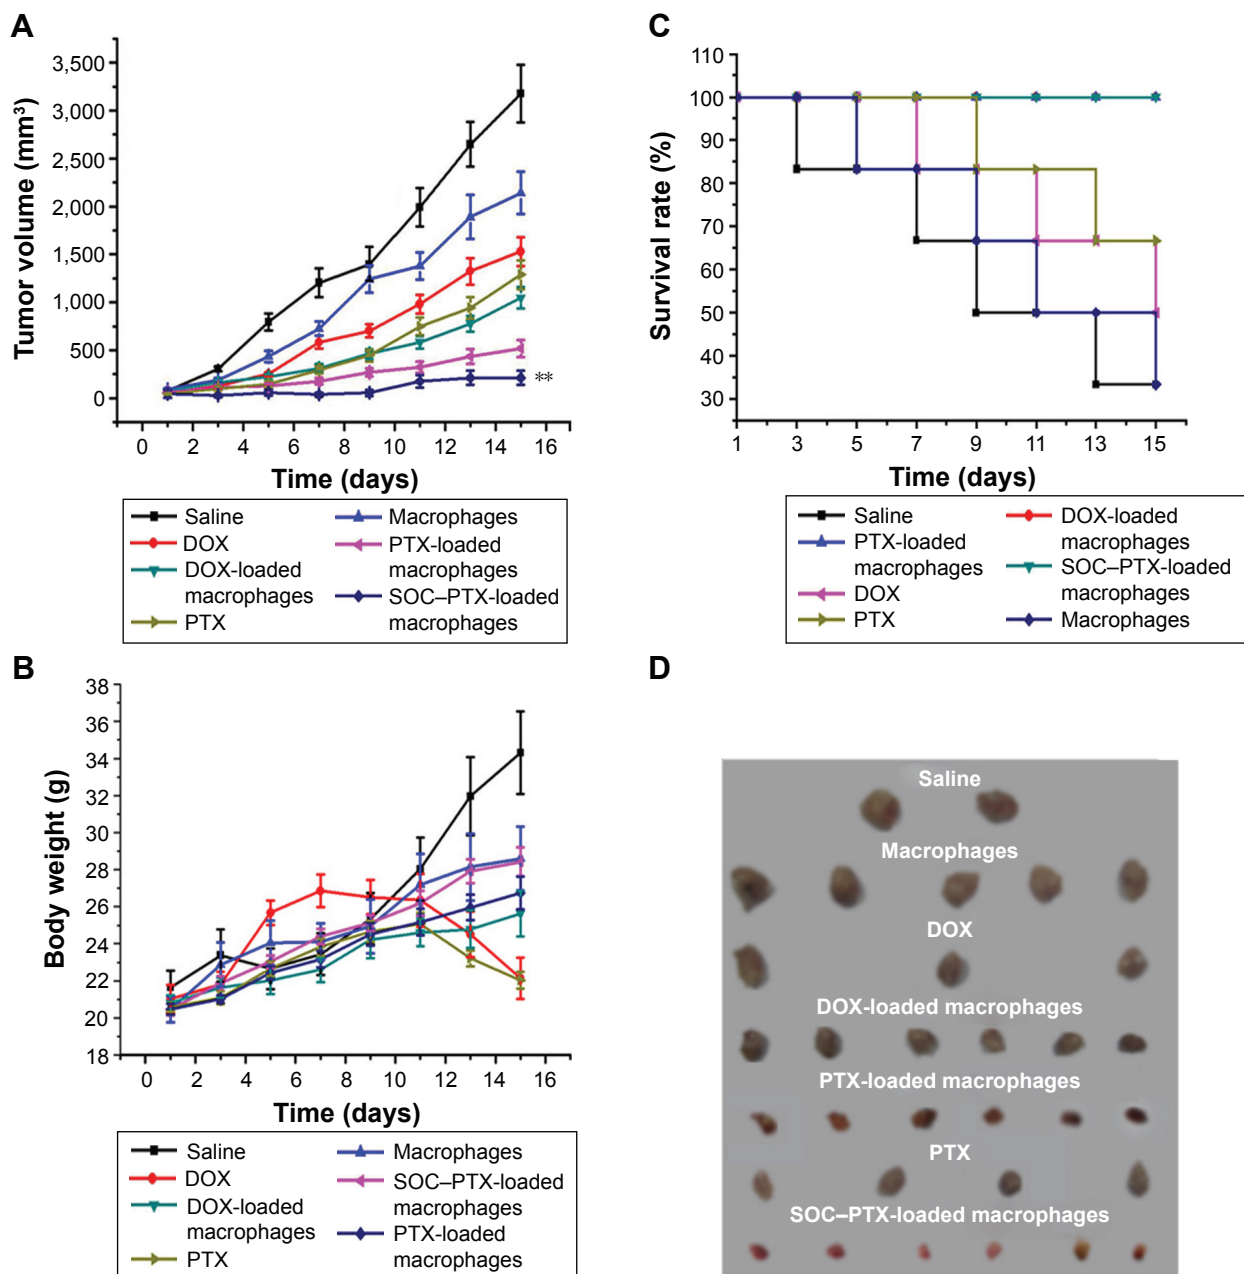 A
Tumor volume (mm³)
3,500
3,000
2,500
2,000
1,500
1,000
500
0
**
0 2 4 6 8 10 12 14 16
Time (days)
Saline
DOX
DOX-loaded
macrophages
PTX
Macrophages
PTX-loaded
macrophages
SOC–PTX-loaded
macrophages
C
Survival rate (%)
110
100
90
80
70
60
50
40
30
1 3 5 7 9 11 13 15
Time (days)
Saline
PTX-loaded
macrophages
DOX
PTX
DOX-loaded
macrophages
SOC–PTX-loaded
macrophages
Macrophages
B
Body weight (g)
38
36
34
32
30
28
26
24
22
20
18
0 2 4 6 8 10 12 14 16
Time (days)
Saline
DOX
DOX-loaded
macrophages
PTX
Macrophages
SOC–PTX-loaded
macrophages
PTX-loaded
macrophages
D
Saline
Macrophages
DOX
DOX-loaded macrophages
PTX-loaded macrophages
PTX
SOC–PTX-loaded macrophages